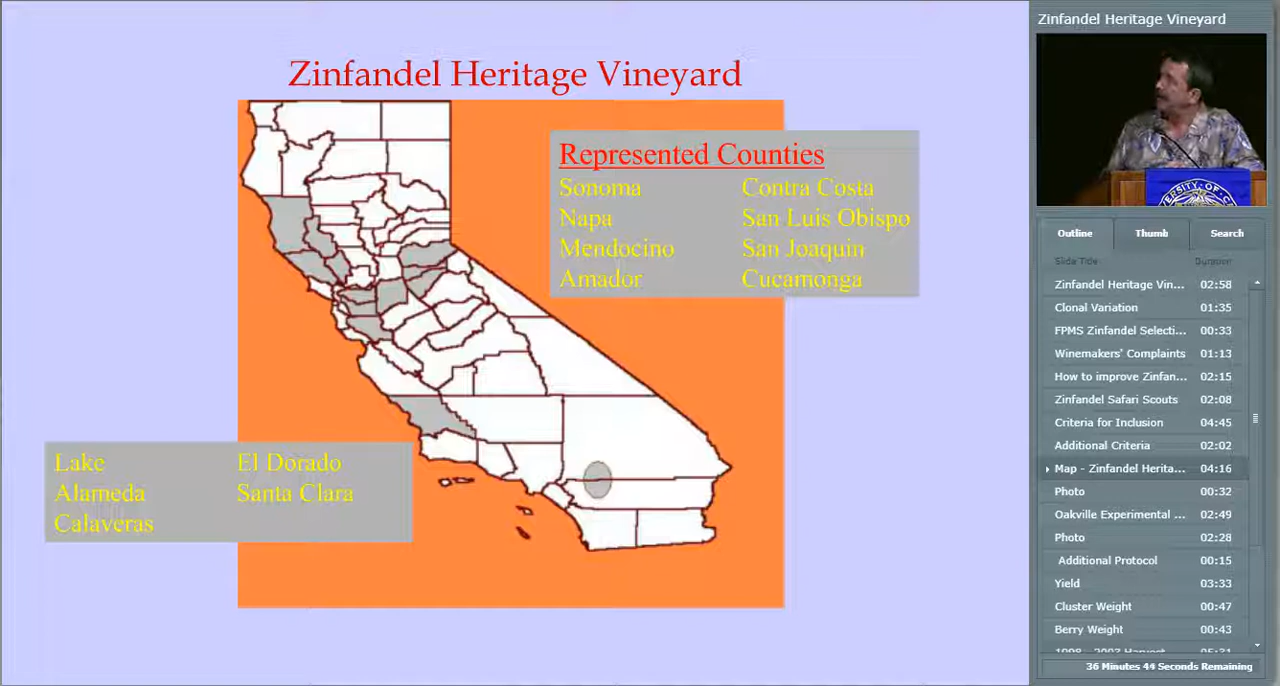 Zinfandel Heritage Vineyard
Represented Counties
Sonoma
Napa
Mendocino
Amador
Contra Costa
San Luis Obispo
San Joaquin
Cucamonga
Lake
Alameda
Calaveras
El Dorado
Santa Clara
Zinfandel Heritage Vineyard
Outline Thumb Search
Slide Title Duration
Zinfandel Heritage Vin... 02:58
Clonal Variation 01:35
FPMS Zinfandel Selecti... 00:33
Winemakers' Complaints 01:13
How to improve Zinfan... 02:15
Zinfandel Safari Scouts 02:08
Criteria for Inclusion 04:45
Additional Criteria 02:02
Map - Zinfandel Herita... 04:16
Photo 00:32
Oakville Experimental ... 02:49
Photo 02:28
Additional Protocol 00:15
Yield 03:33
Cluster Weight 00:47
Berry Weight 00:43
1998 - 2003 Harvest 05:31
36 Minutes 44 Seconds Remaining